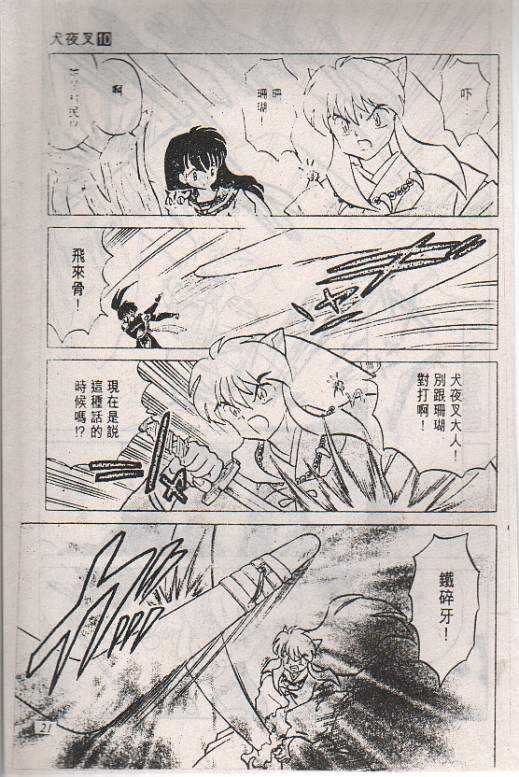 犬夜叉10
吓
珊
珊瑚！
啊
飛來骨！
犬夜叉大人！
別跟珊瑚
對打啊！
現在是說
這種話的
時候嗎!?
鐵碎牙！
21